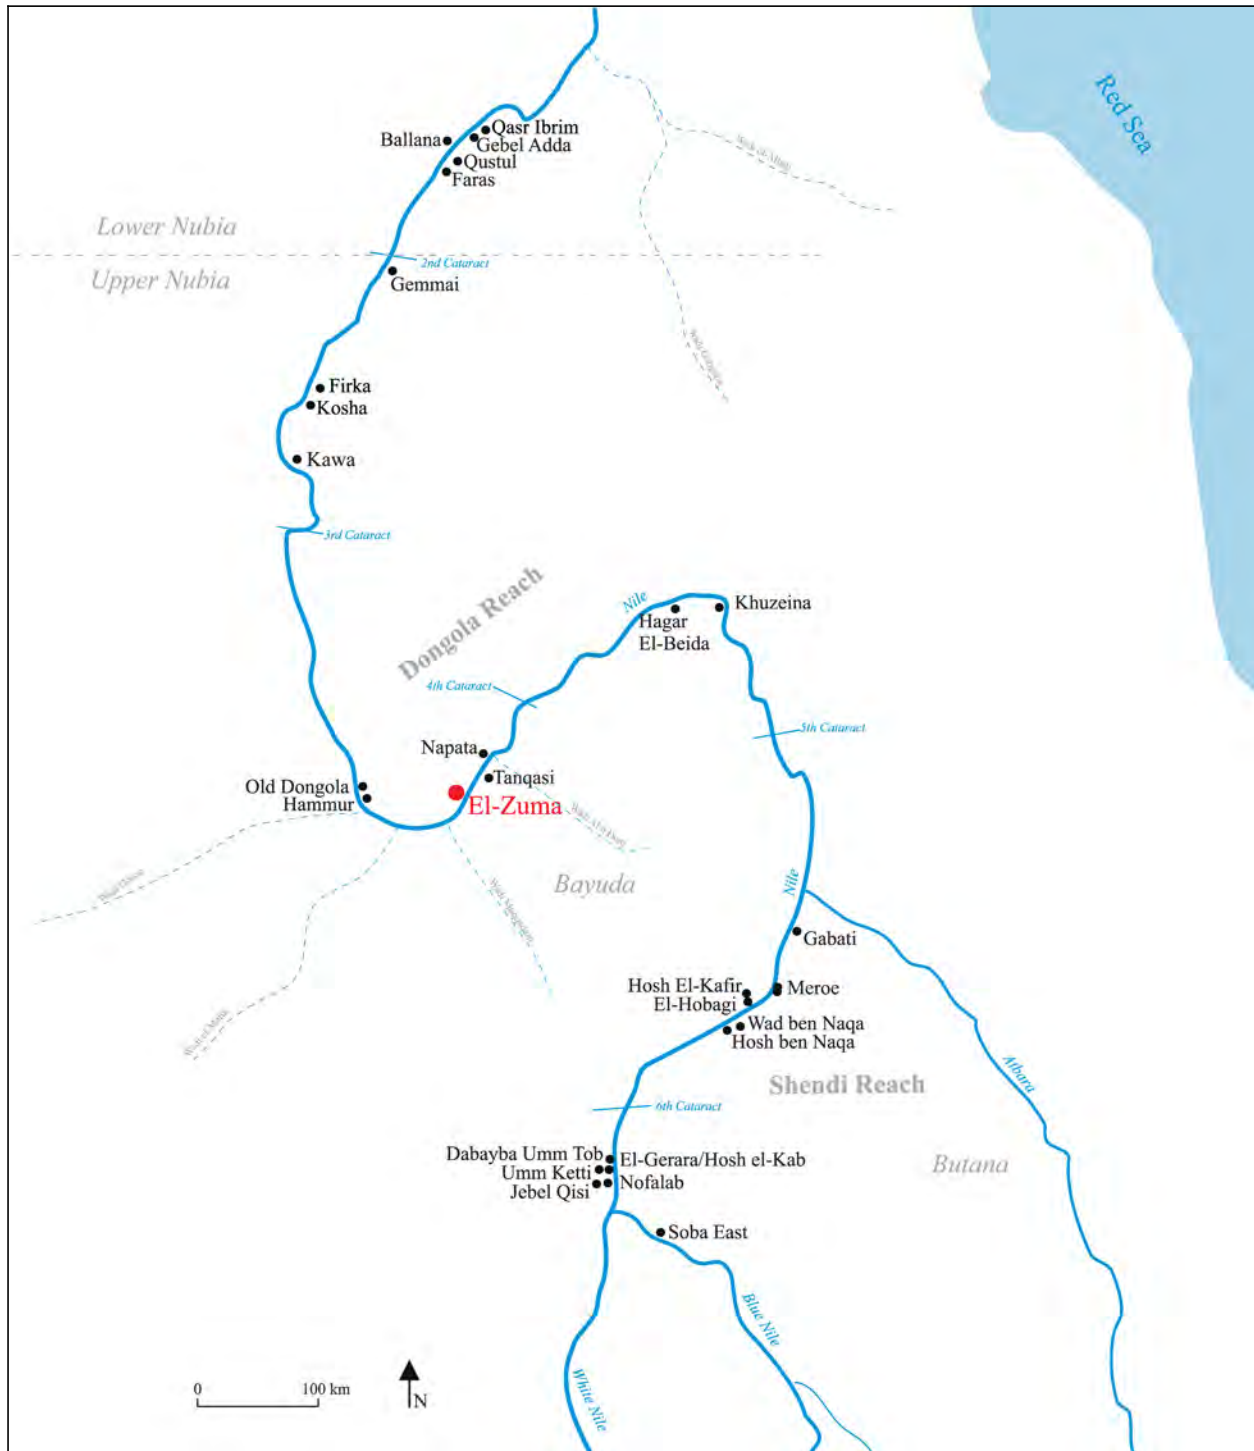 Red Sea
Qasr Ibrim
Ballana
Gebel Adda
Qustul
Faras
Lower Nubia
2nd Cataract
Upper Nubia
Gemmai
Firka
Kosha
Kawa
3rd Cataract
Dongola Reach
Nile
Khuzeina
Hagar
El-Beida
4th Cataract
5th Cataract
Napata
Tanqasi
Old Dongola
Hammur
El-Zuma
Bayuda
Nile
Gabati
Hosh El-Kafir
Meroe
El-Hobagi
Wad ben Naqa
Hosh ben Naqa
Atbara
Shendi Reach
6th Cataract
Dabayba Umm Tob
El-Gerara/Hosh el-Kab
Butana
Umm Ketti
Nofalab
Jebel Qisi
Soba East
Blue Nile
White Nile
0 100 km
N